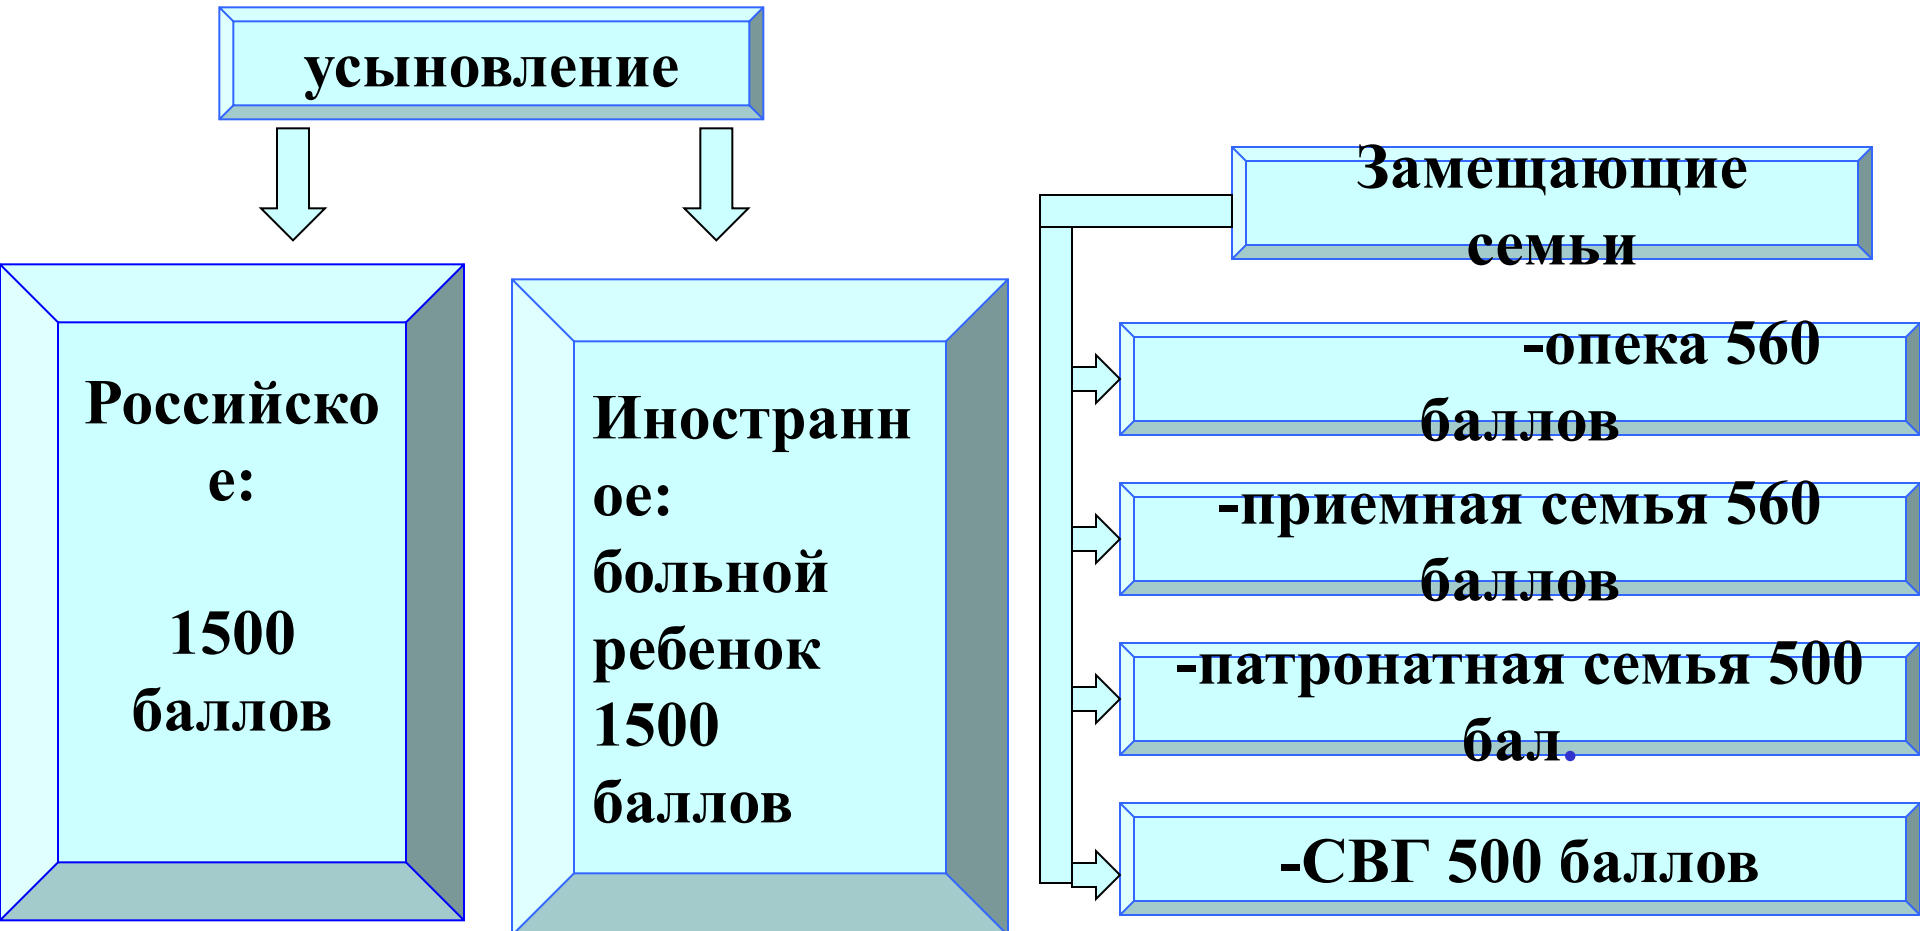 усыновление
Российско
е:
1500
баллов
Иностранн
ое:
больной
ребенок
1500
баллов
Замещающие
семьи
-опека 560
баллов
-приемная семья 560
баллов
-патронатная семья 500
бал.
-СВГ 500 баллов